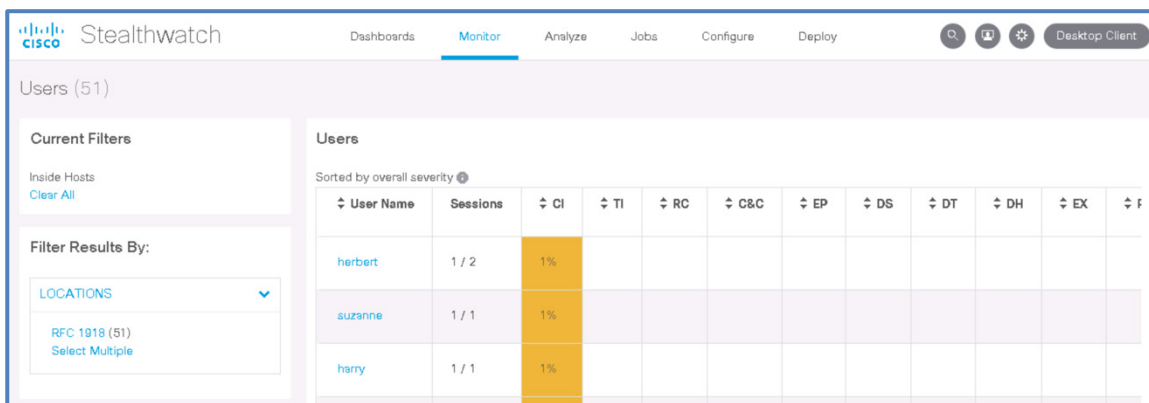 cisco Stealthwatch Dashboards Monitor Analyze Jobs Configure Deploy Desktop Client
Users (51)
Current Filters
Inside Hosts
Clear All
Filter Results By:
LOCATIONS
RFC 1918 (51)
Select Multiple
Users
Sorted by overall severity
User Name Sessions CI TI RC C&C EP DS DT DH EX
herbert 1 / 2 1%
suzanne 1 / 1 1%
harry 1 / 1 1%